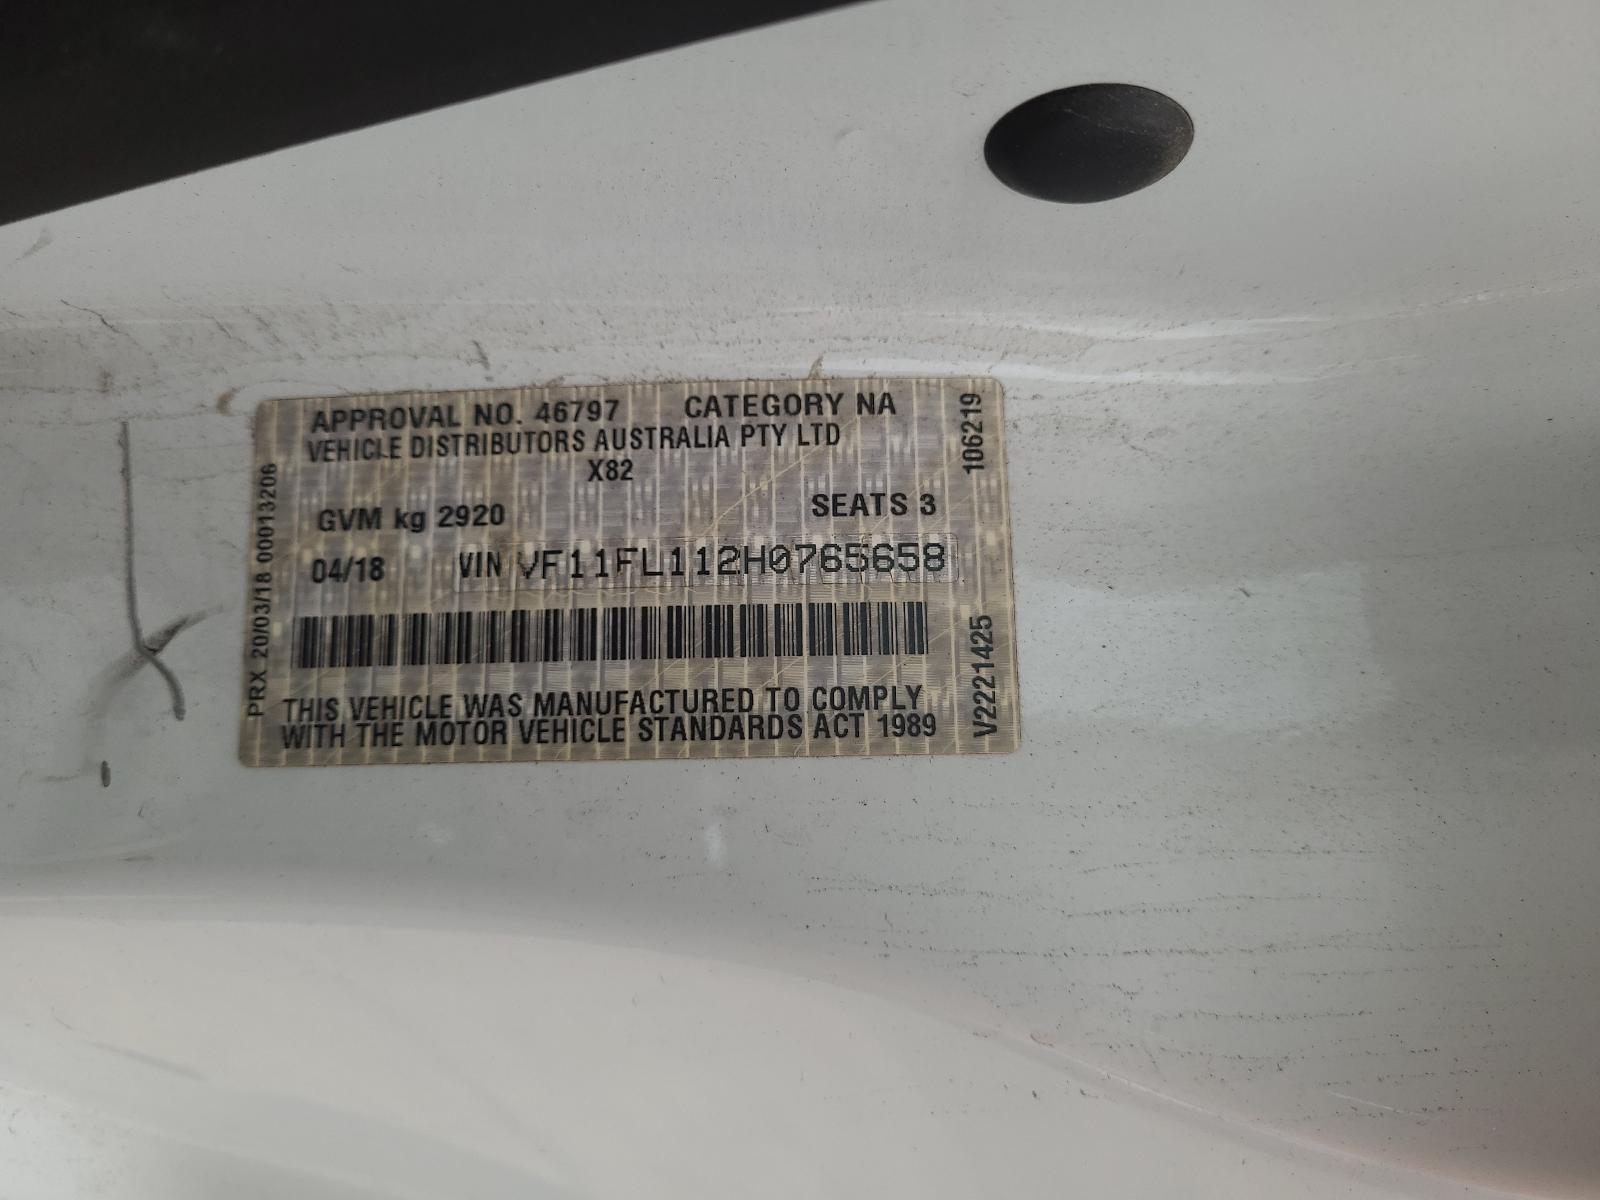 APPROVAL NO. 46797 CATEGORY NA
VEHICLE DISTRIBUTORS AUSTRALIA PTY LTD
X82
GVM kg 2920 SEATS 3
04/18 VIN VF11FL112H0765658
THIS VEHICLE WAS MANUFACTURED TO COMPLY
WITH THE MOTOR VEHICLE STANDARDS ACT 1989
PRX 20/03/18 00013206
106219
V2221425